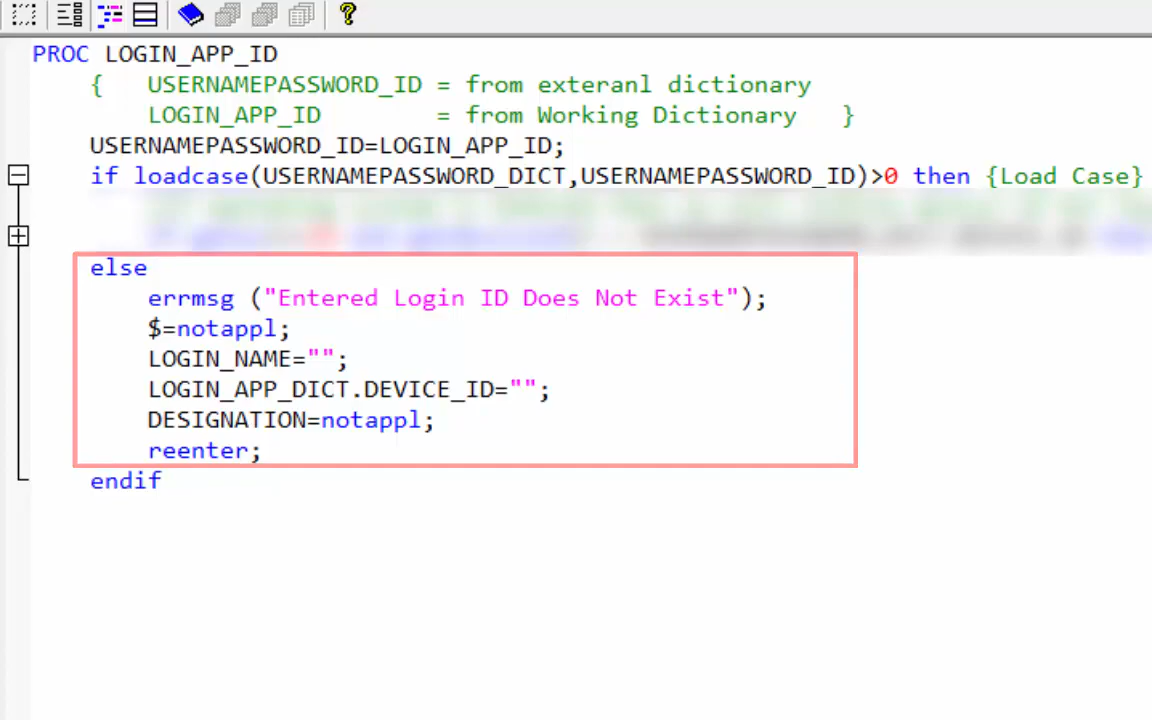 PROC LOGIN_APP_ID
{ USERNAMEPASSWORD_ID = from exteranl dictionary
LOGIN_APP_ID = from Working Dictionary }
USERNAMEPASSWORD_ID=LOGIN_APP_ID;
if loadcase(USERNAMEPASSWORD_DICT,USERNAMEPASSWORD_ID)>0 then {Load Case}
else
errmsg ("Entered Login ID Does Not Exist");
$=notappl;
LOGIN_NAME="";
LOGIN_APP_DICT.DEVICE_ID="";
DESIGNATION=notappl;
reenter;
endif